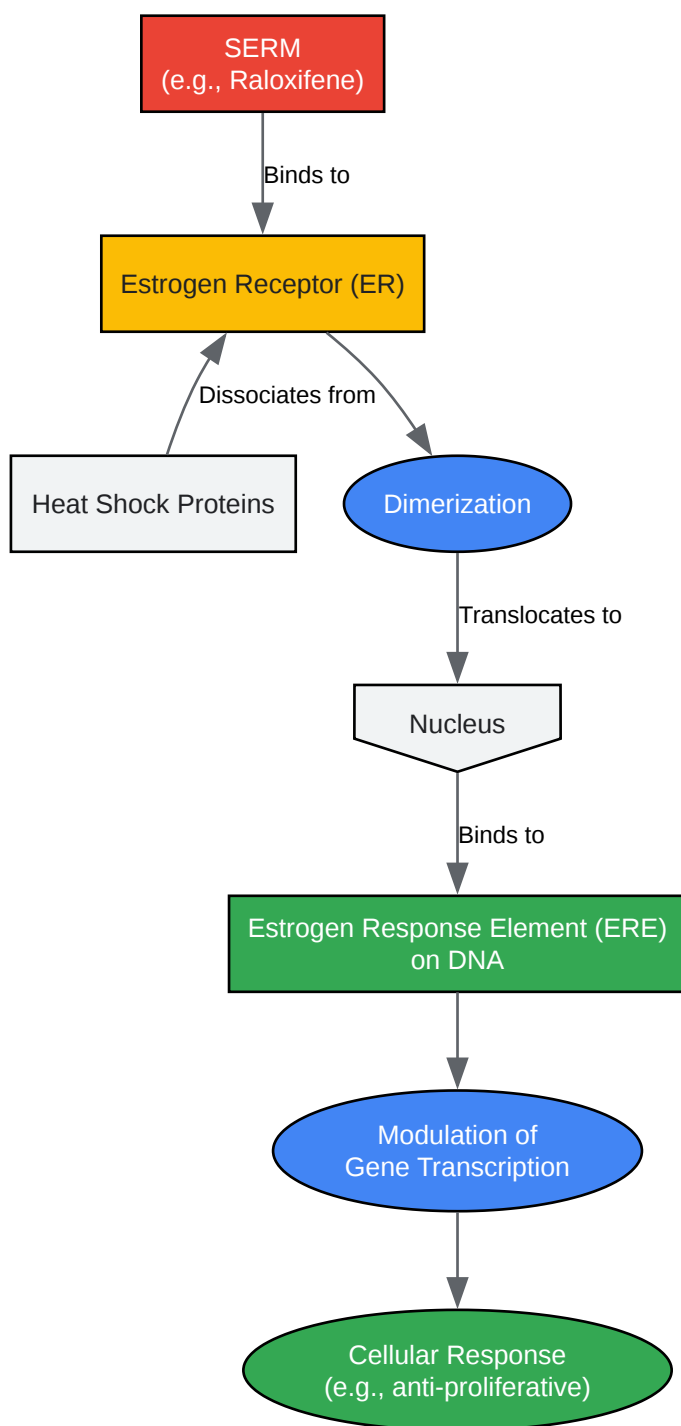 SERM
(e.g., Raloxifene)
Binds to
Estrogen Receptor (ER)
Dissociates from
Heat Shock Proteins
Dimerization
Translocates to
Nucleus
Binds to
Estrogen Response Element (ERE)
on DNA
Modulation of
Gene Transcription
Cellular Response
(e.g., anti-proliferative)